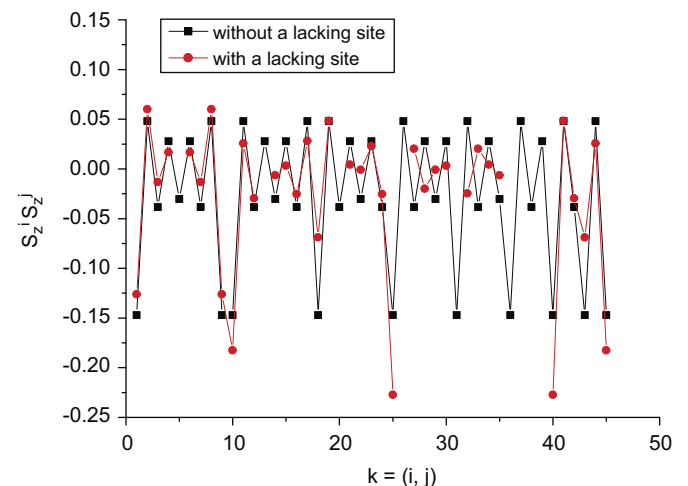 0.15
without a lacking site
with a lacking site
0.10
0.05
0.00
-0.05
-0.10
-0.15
-0.20
-0.25
S_z^i S_z^j
0 10 20 30 40 50
k = (i, j)